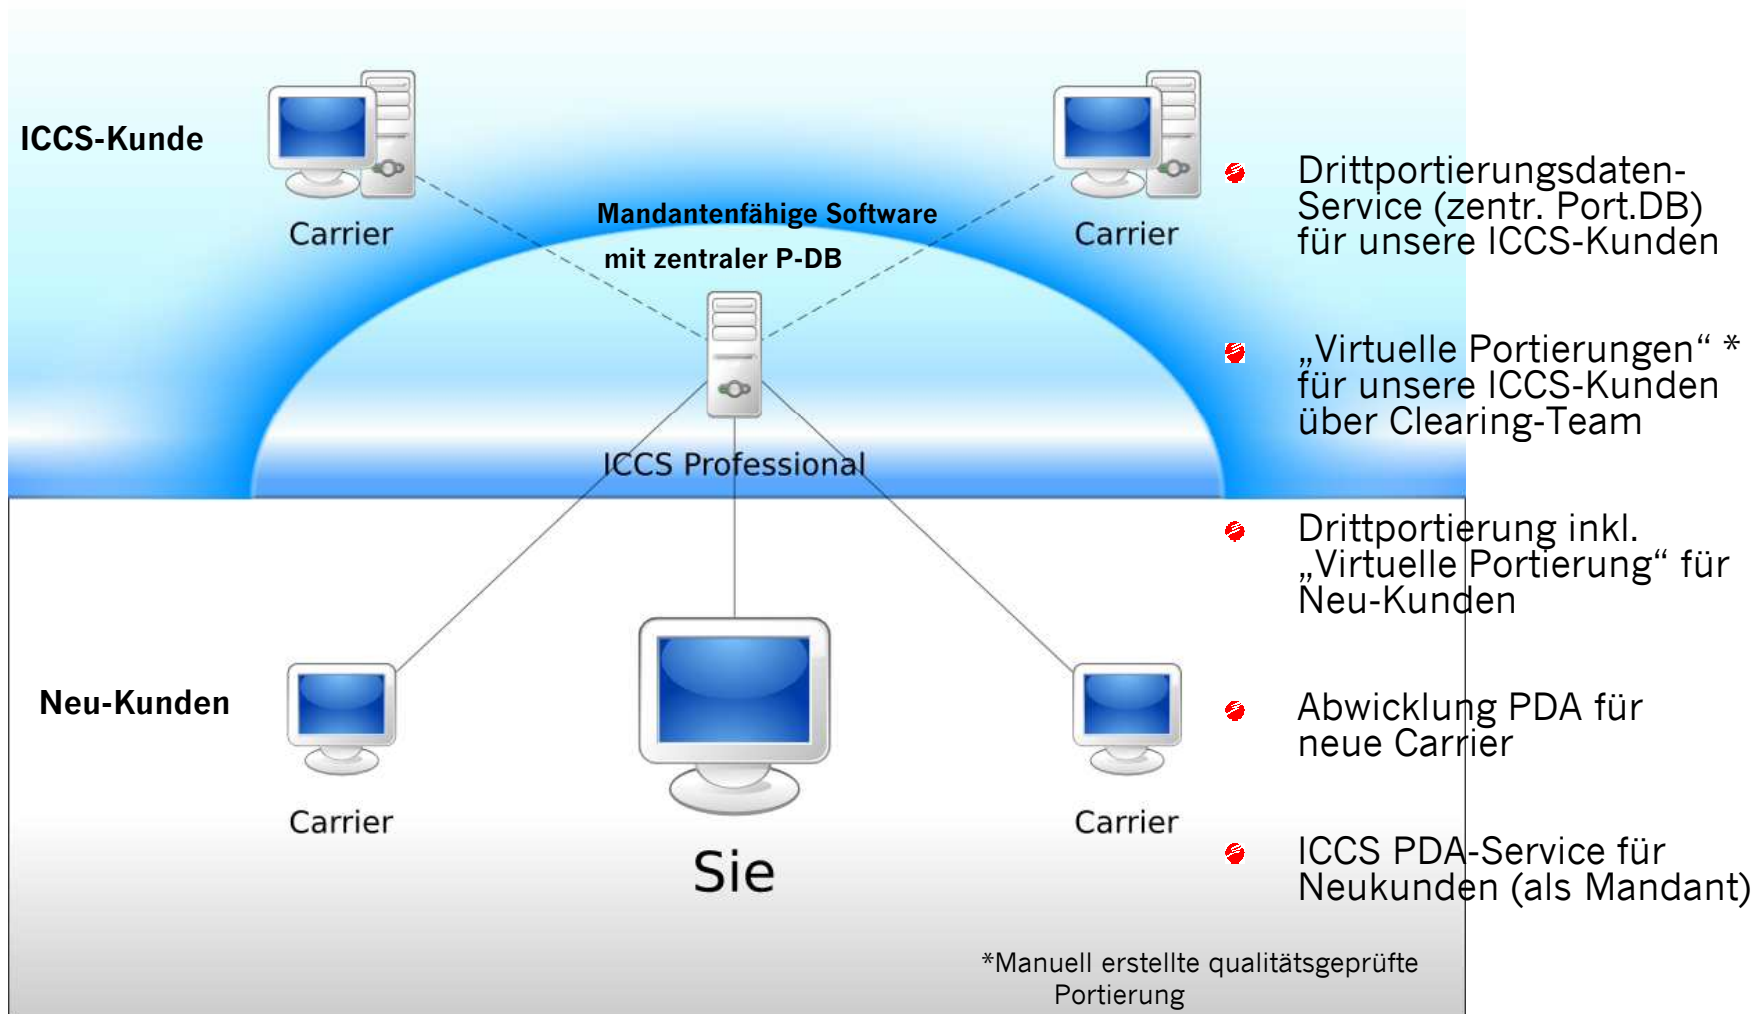 ICCS-Kunde
Carrier
Carrier
Mandantenfähige Software
mit zentraler P-DB
ICCS Professional
Neu-Kunden
Carrier
Sie
Carrier
Drittportierungsdaten-
Service (zentr. Port.DB)
für unsere ICCS-Kunden
„Virtuelle Portierungen“ *
für unsere ICCS-Kunden
über Clearing-Team
Drittportierung inkl.
„Virtuelle Portierung“ für
Neu-Kunden
Abwicklung PDA für
neue Carrier
ICCS PDA-Service für
Neukunden (als Mandant)
*Manuell erstellte qualitätsgeprüfte
Portierung